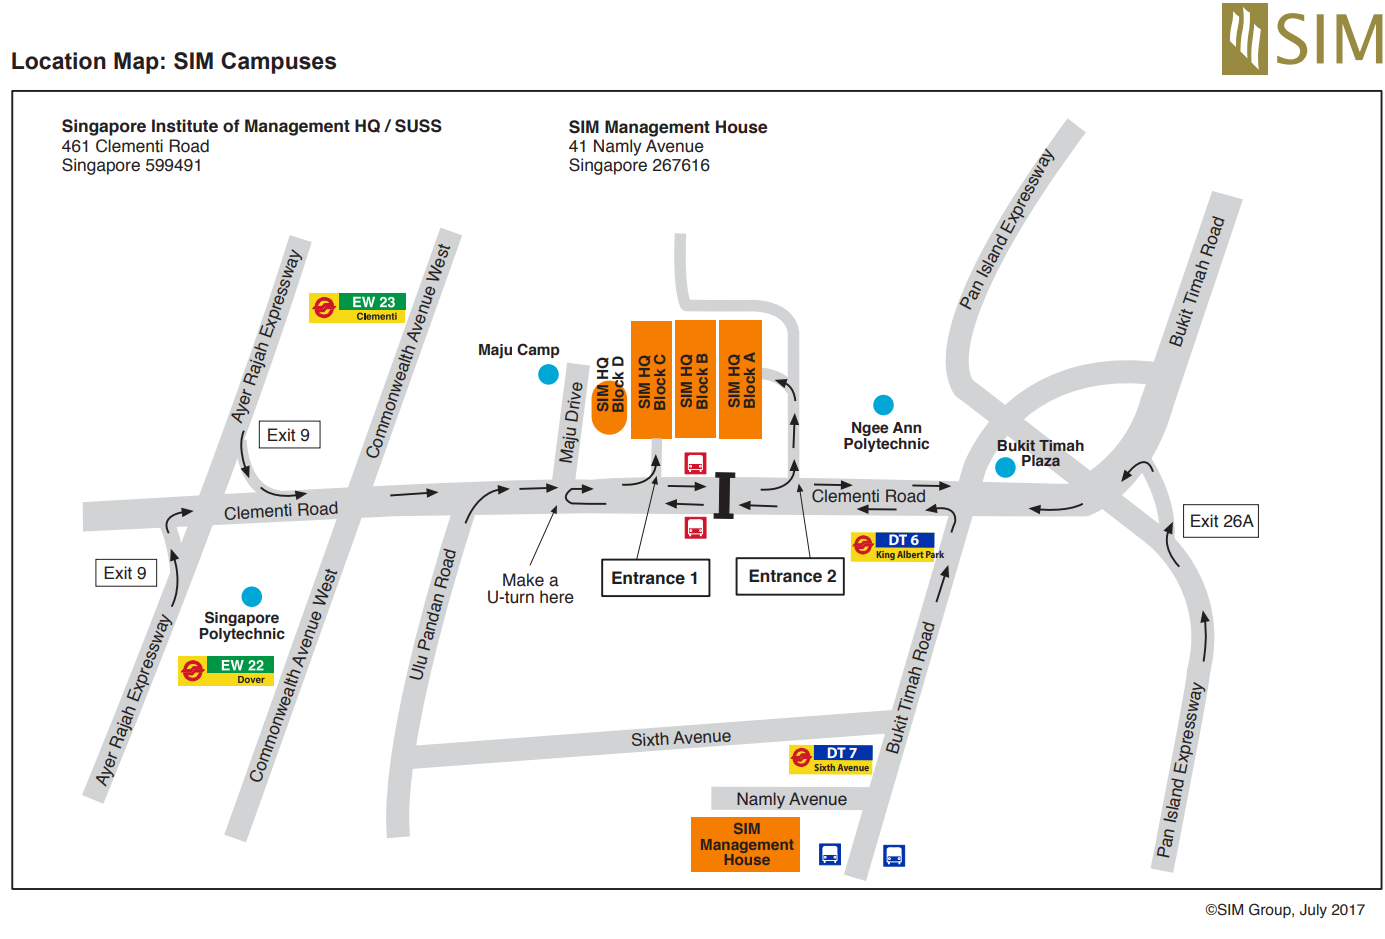 SIM
Location Map: SIM Campuses
Singapore Institute of Management HQ / SUSS
461 Clementi Road
Singapore 599491
SIM Management House
41 Namly Avenue
Singapore 267616
Pan Island Expressway
Bukit Timah Road
Ayer Rajah Expressway
EW 23
Clementi
Commonwealth Avenue West
Maju Camp
Maju Drive
SIM HQ
Block D
SIM HQ
Block C
SIM HQ
Block B
SIM HQ
Block A
Ngee Ann
Polytechnic
Bukit Timah
Plaza
Exit 9
Clementi Road
Clementi Road
Exit 26A
DT 6
King Albert Park
Exit 9
Make a
U-turn here
Entrance 1
Entrance 2
Singapore
Polytechnic
EW 22
Dover
Ayer Rajah Expressway
Commonwealth Avenue West
Ulu Pandan Road
Bukit Timah Road
Pan Island Expressway
Sixth Avenue
DT 7
Sixth Avenue
Namly Avenue
SIM
Management
House
©SIM Group, July 2017